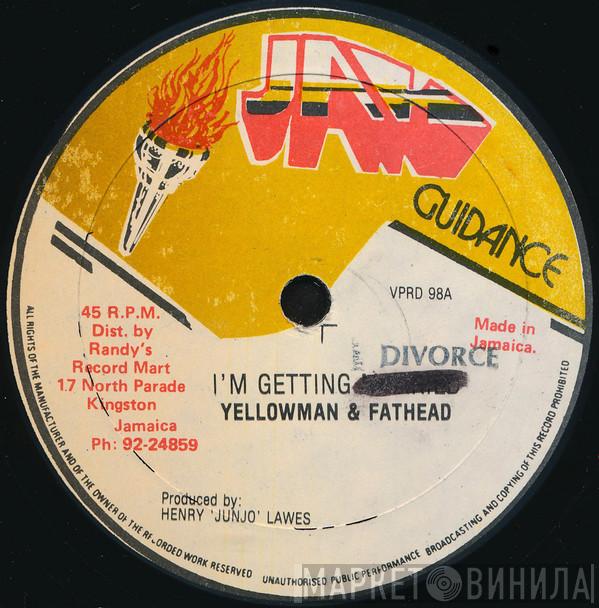 JAH
GUIDANCE
VPRD 98A
45 R.P.M.
Dist. by
Randy's
Record Mart
17 North Parade
Kingston
Jamaica
Ph: 92-24859
Made in
Jamaica.
DIVORCE
I'M GETTING
YELLOWMAN & FATHEAD
Produced by:
HENRY 'JUNJO' LAWES
ALL RIGHTS OF THE MANUFACTURER AND OF THE OWNER OF THE RECORDED WORK RESERVED UNAUTHORISED PUBLIC PERFORMANCE BROADCASTING AND COPYING OF THIS RECORD PROHIBITED
МАРКЕТ ВИНИЛА